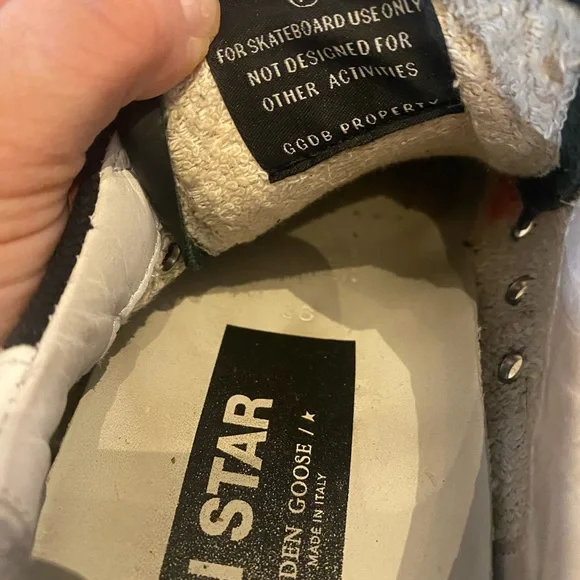 FOR SKATEBOARD USE ONLY
NOT DESIGNED FOR
OTHER ACTIVITIES
GGDB PROPERTY
STAR
DEN GOOSE / ★
MADE IN ITALY